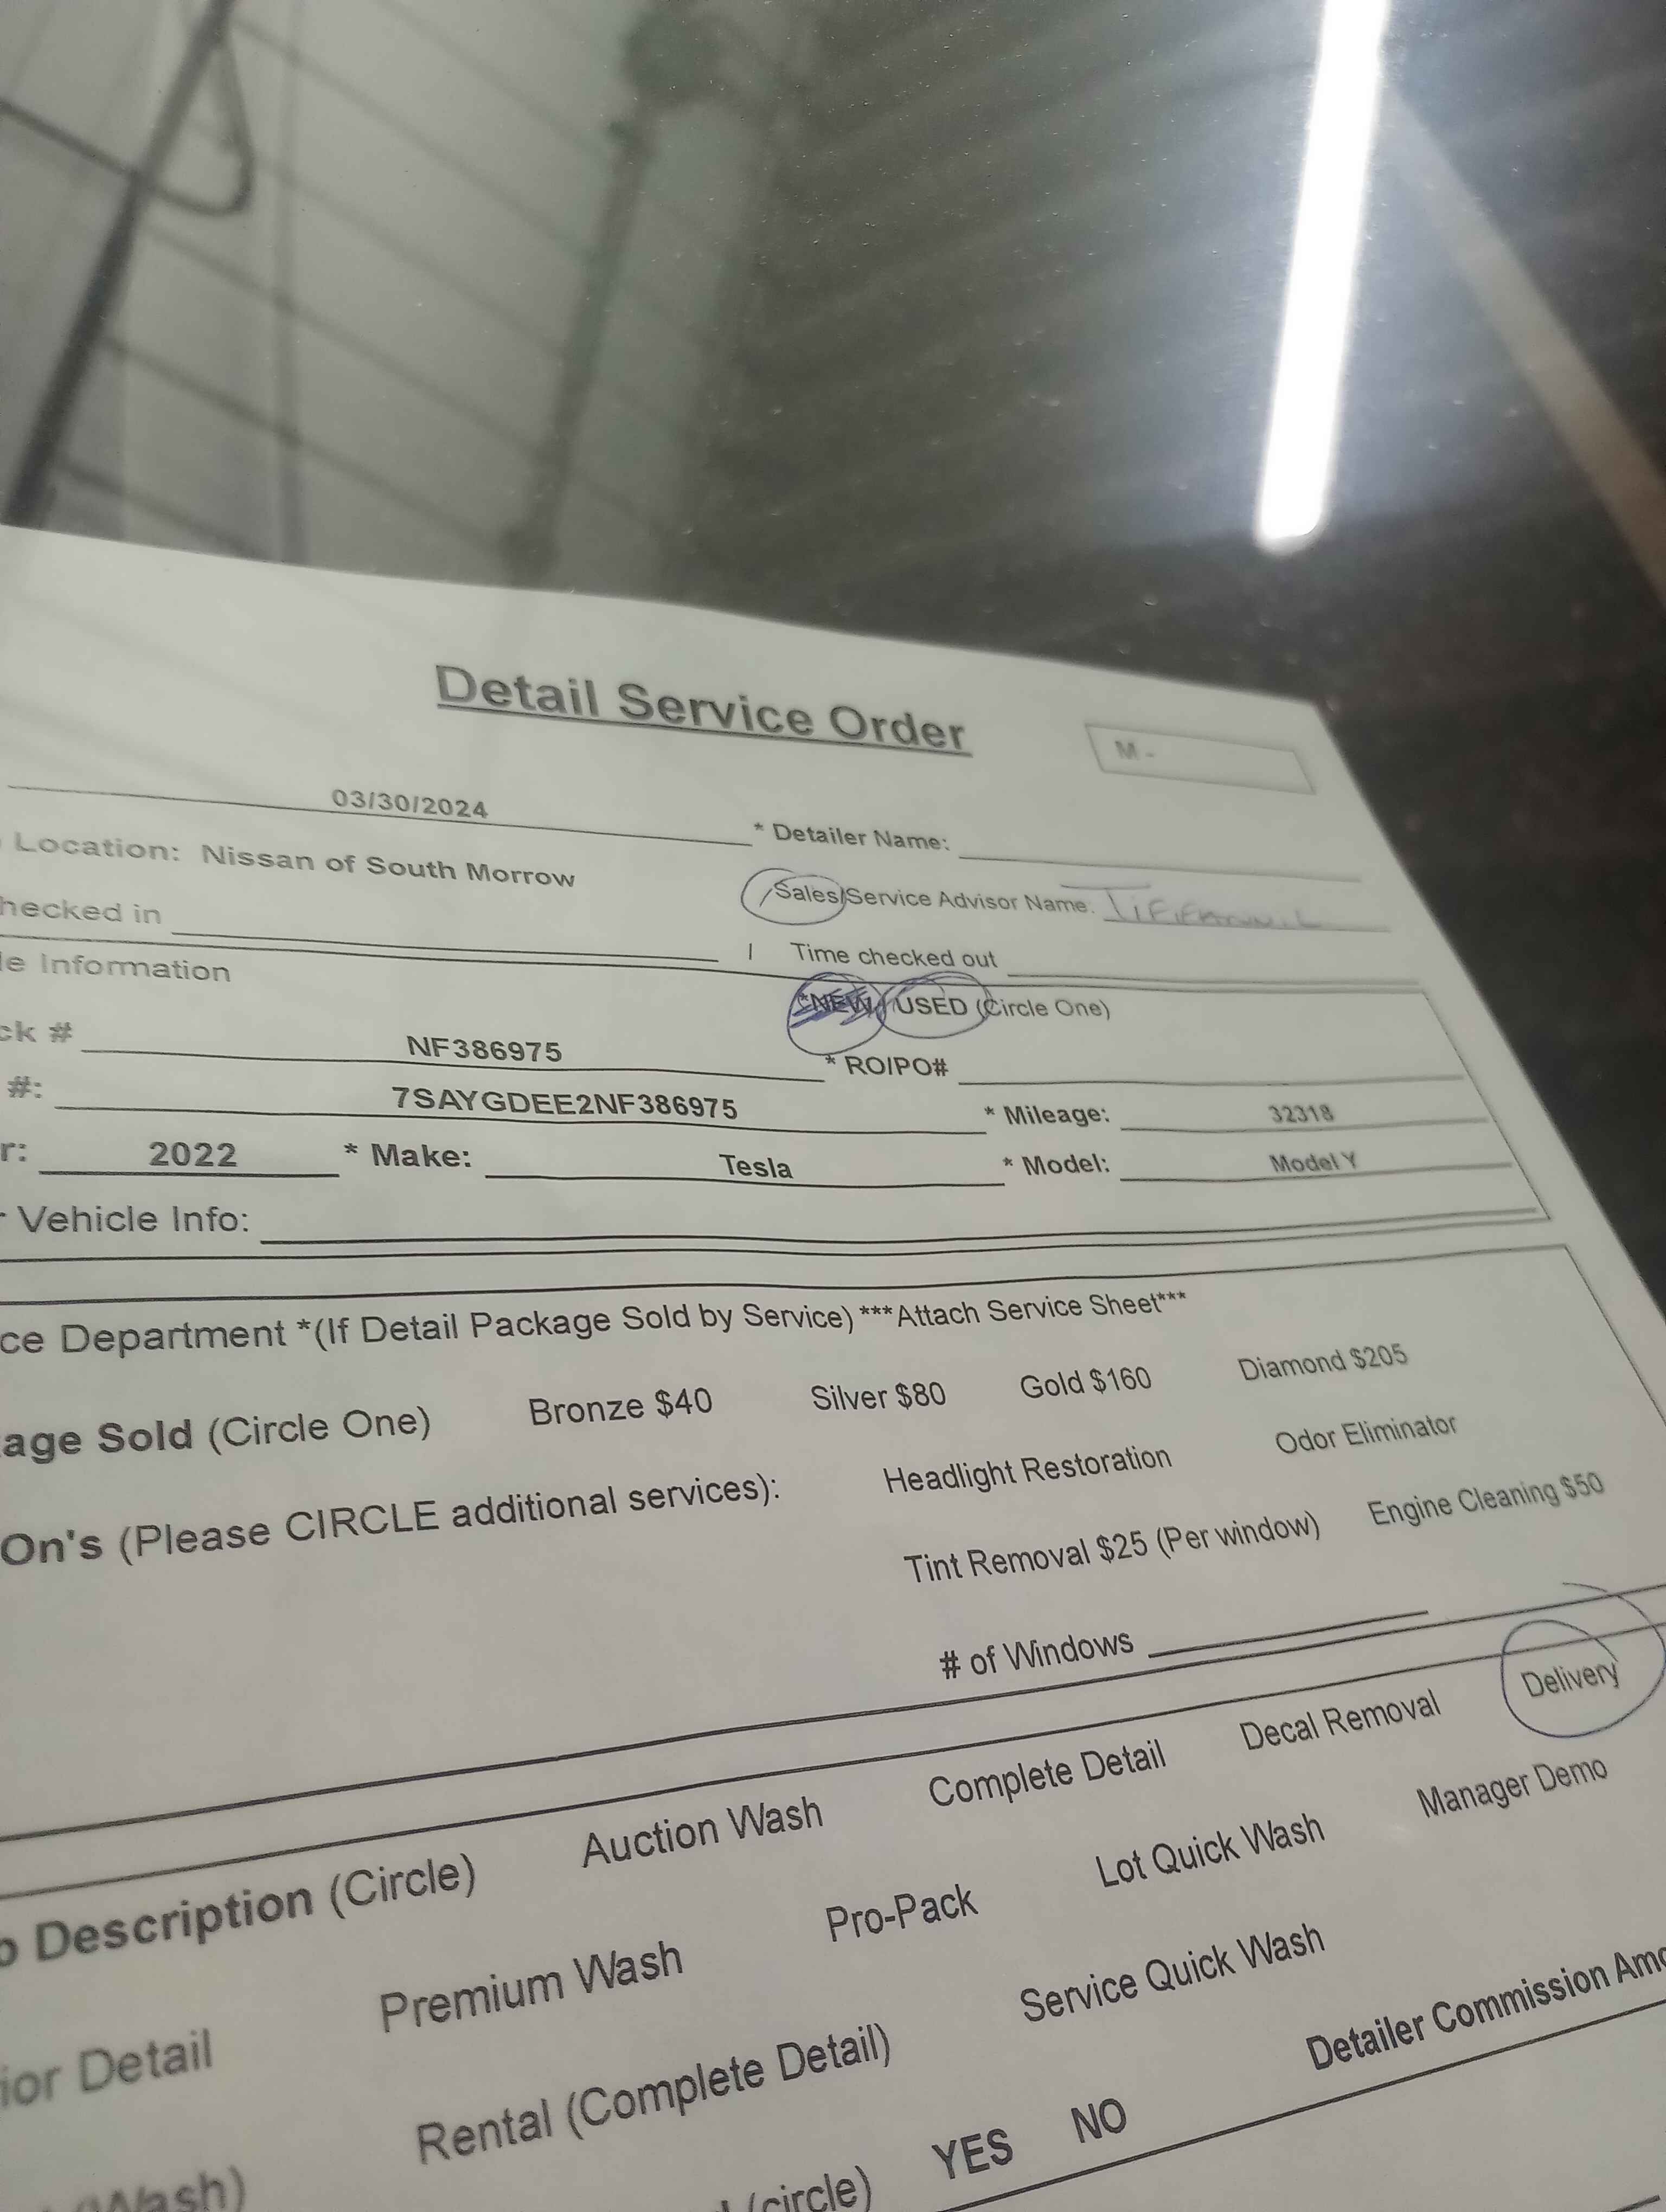 Detail Service Order
M -
03/30/2024 * Detailer Name:
Location: Nissan of South Morrow
Sales/Service Advisor Name:
hecked in / Time checked out
le Information
*NEW / USED (Circle One)
ck # NF386975 * RO/PO#
#: 7SAYGDEE2NF386975 * Mileage: 32318
r: 2022 * Make: Tesla * Model: Model Y
Vehicle Info:
ce Department *(If Detail Package Sold by Service) ***Attach Service Sheet***
age Sold (Circle One) Bronze $40 Silver $80 Gold $160 Diamond $205
On's (Please CIRCLE additional services): Headlight Restoration Odor Eliminator
Tint Removal $25 (Per window) Engine Cleaning $50
# of Windows
Description (Circle) Auction Wash Complete Detail Decal Removal Delivery
ior Detail Premium Wash Pro-Pack Lot Quick Wash Manager Demo
Wash) Rental (Complete Detail) Service Quick Wash
(circle) YES NO Detailer Commission Amo